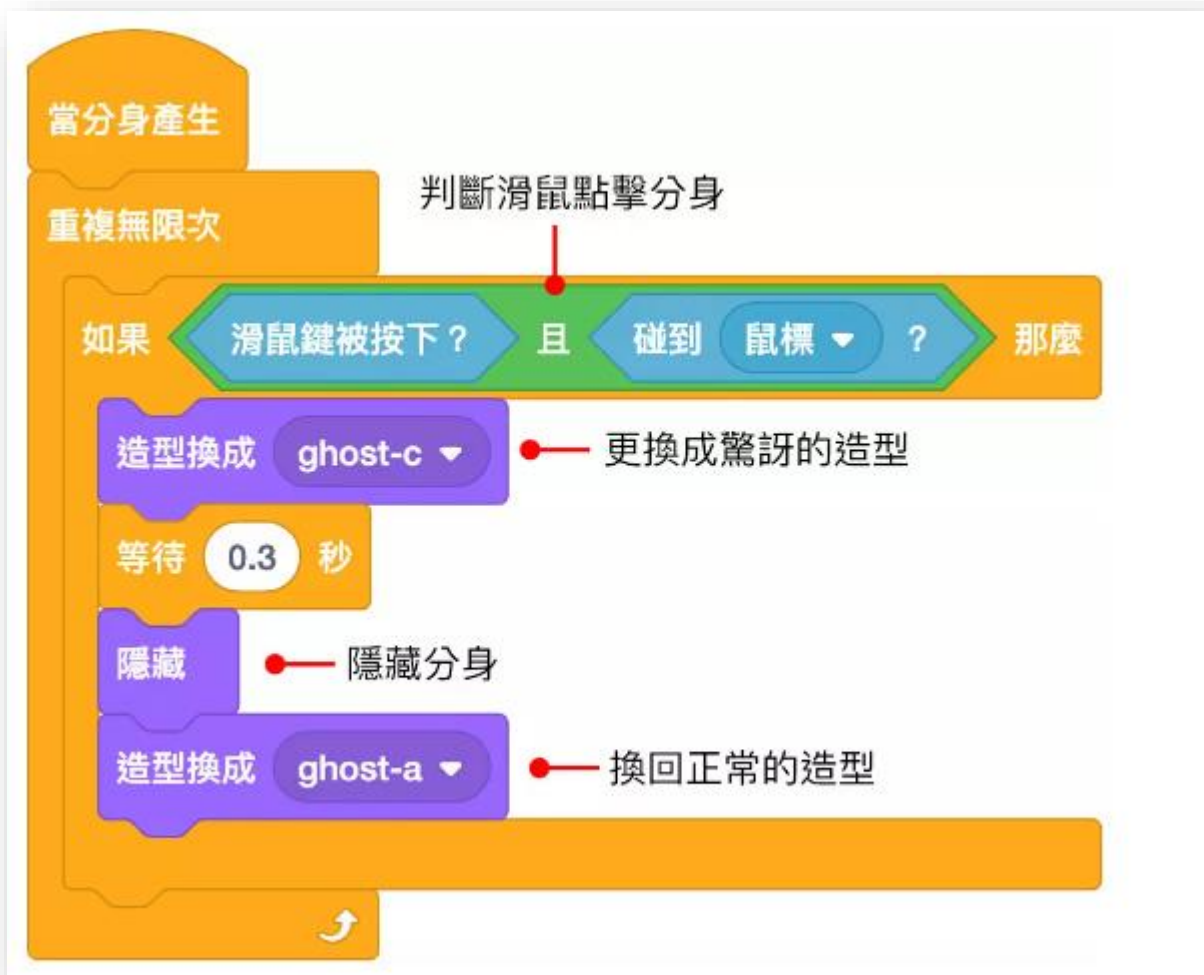 當分身產生
重複無限次
判斷滑鼠點擊分身
如果 滑鼠鍵被按下？ 且 碰到 鼠標 ？ 那麼
造型換成 ghost-c 更換成驚訝的造型
等待 0.3 秒
隱藏 隱藏分身
造型換成 ghost-a 換回正常的造型